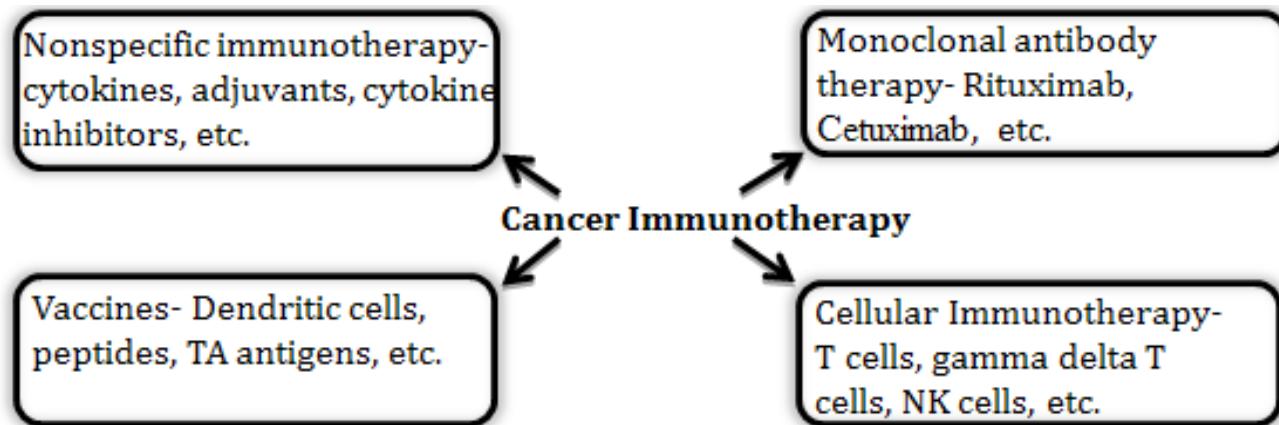 Nonspecific immunotherapy-
cytokines, adjuvants, cytokine
inhibitors, etc.
Monoclonal antibody
therapy- Rituximab,
Cetuximab, etc.
Cancer Immunotherapy
Vaccines- Dendritic cells,
peptides, TA antigens, etc.
Cellular Immunotherapy-
T cells, gamma delta T
cells, NK cells, etc.